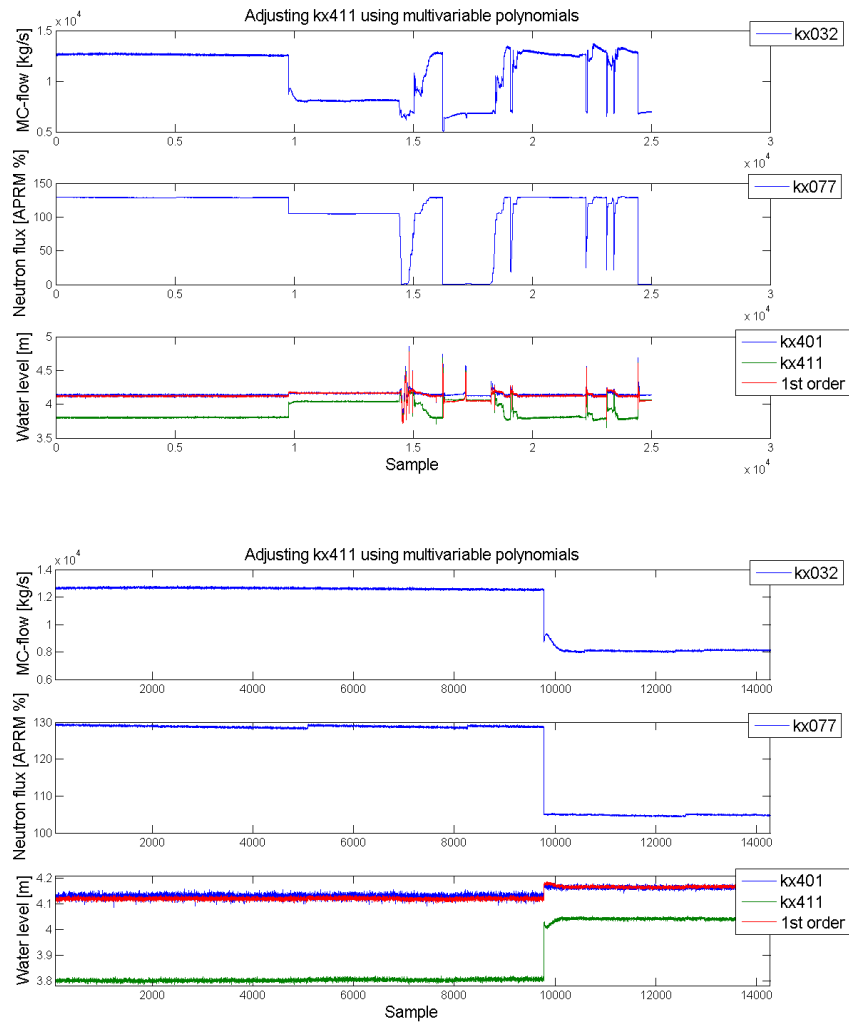 Adjusting kx411 using multivariable polynomials
x 10^4
MC-flow [kg/s]
1.5
1
0.5
0 0.5 1 1.5 2 2.5 3
x 10^4
kx032
Neutron flux [APRM %]
150
100
50
0
0 0.5 1 1.5 2 2.5 3
x 10^4
kx077
Water level [m]
5
4.5
4
3.5
0 0.5 1 1.5 2 2.5 3
x 10^4
Sample
kx401
kx411
1st order
Adjusting kx411 using multivariable polynomials
x 10^4
MC-flow [kg/s]
1.4
1.2
1
0.8
0.6
2000 4000 6000 8000 10000 12000 14000
kx032
Neutron flux [APRM %]
130
120
110
100
2000 4000 6000 8000 10000 12000 14000
kx077
Water level [m]
4.2
4.1
4
3.9
3.8
2000 4000 6000 8000 10000 12000 14000
Sample
kx401
kx411
1st order